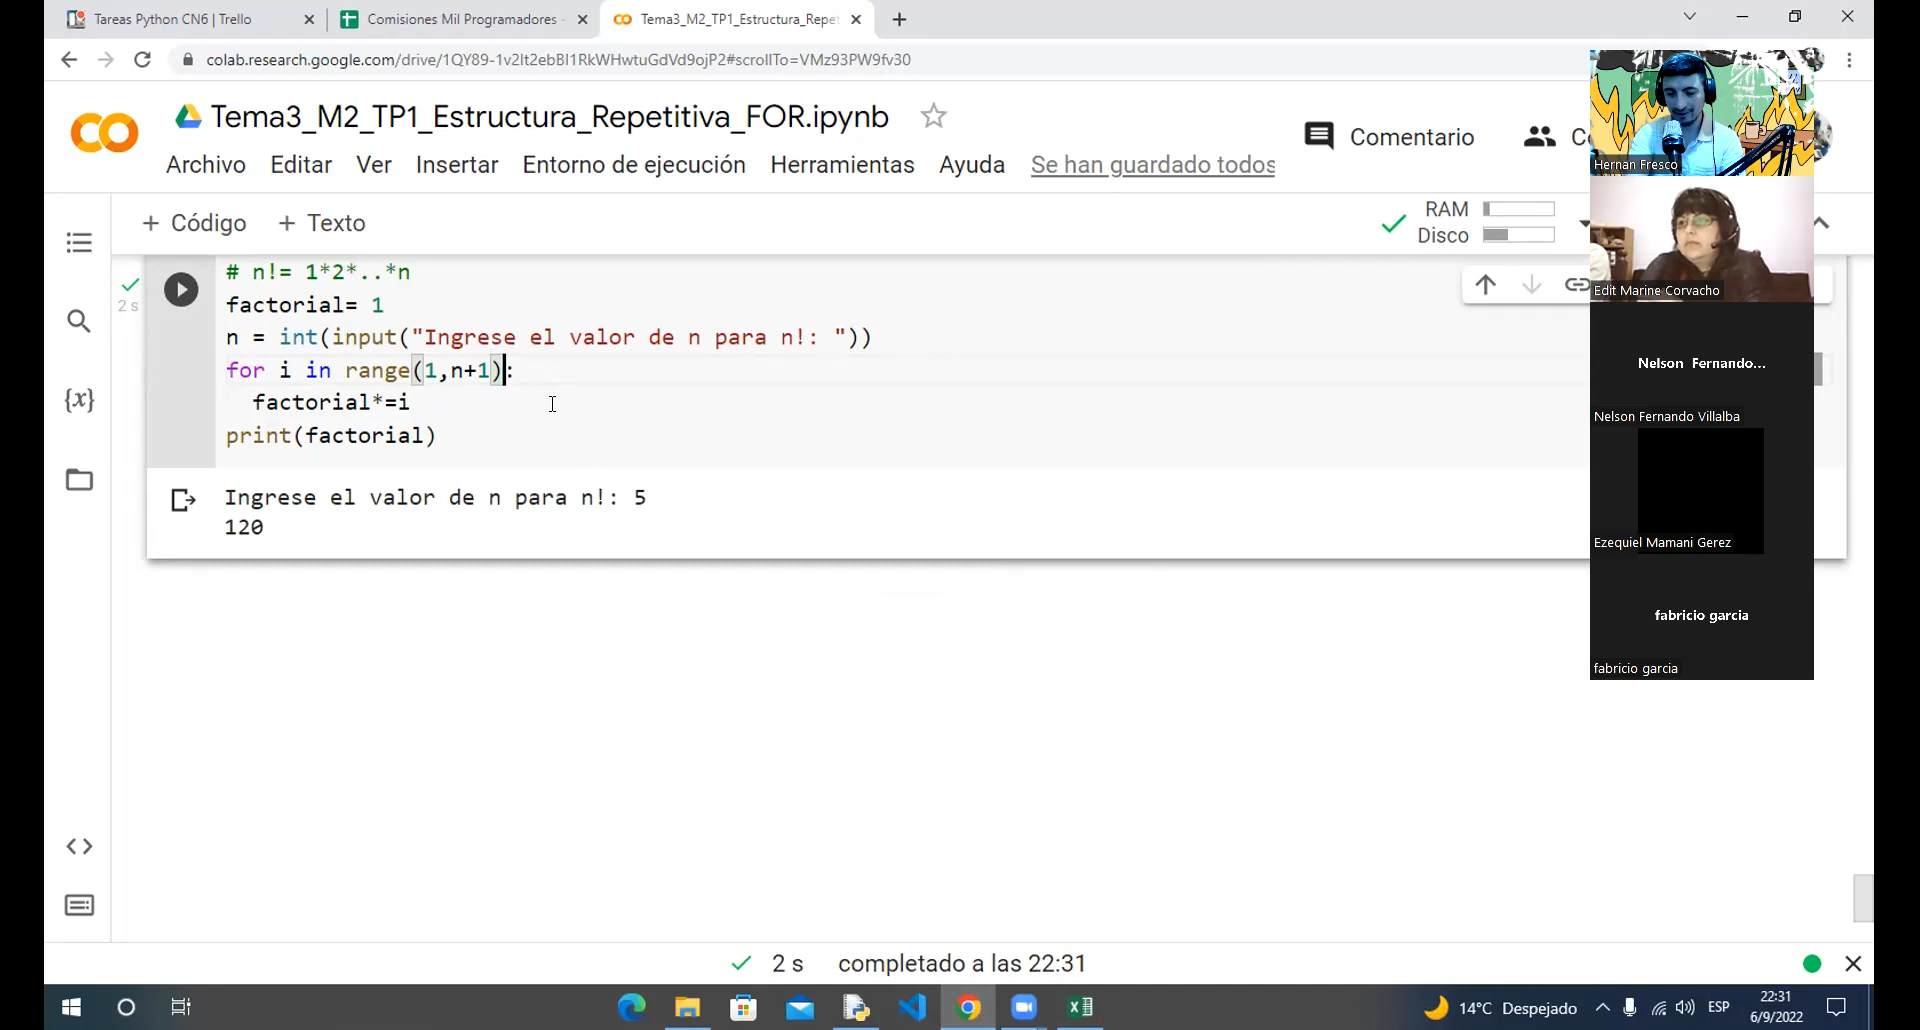 Tareas Python CN6 | Trello
Comisiones Mil Programadores -
Tema3_M2_TP1_Estructura_Repet
colab.research.google.com/drive/1QY89-1v2lt2ebBI1RkWHwtuGdVd9ojP2#scrollTo=VMz93PW9fv30
Tema3_M2_TP1_Estructura_Repetitiva_FOR.ipynb
Comentario
C
Archivo Editar Ver Insertar Entorno de ejecución Herramientas Ayuda Se han guardado todos
+ Código + Texto
RAM
Disco
2 s
# n!= 1*2*..*n
factorial= 1
n = int(input("Ingrese el valor de n para n!: "))
for i in range(1,n+1):
factorial*=i
print(factorial)
Ingrese el valor de n para n!: 5
120
Hernan Fresco
Edit Marine Corvacho
Nelson Fernando...
Nelson Fernando Villalba
Ezequiel Mamani Gerez
fabricio garcia
fabricio garcia
{x}
2 s completado a las 22:31
14°C Despejado
ESP
22:31
6/9/2022